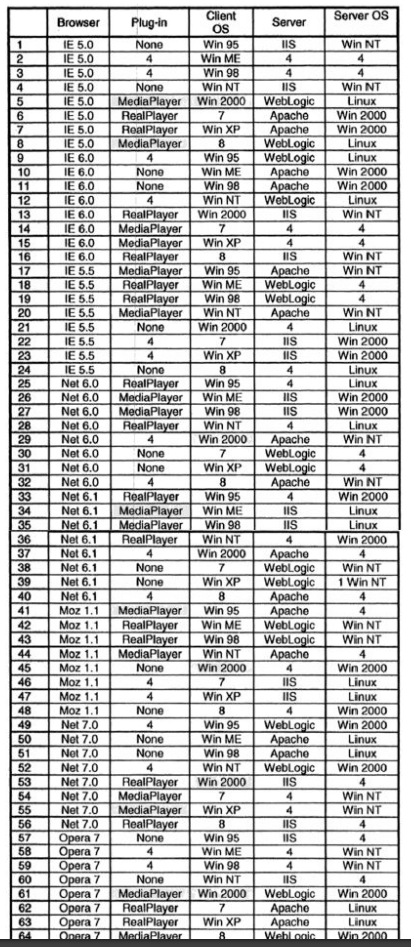 Browser Plug-in Client OS Server Server OS
1 IE 5.0 None Win 95 IIS Win NT
2 IE 5.0 4 Win ME 4 4
3 IE 5.0 4 Win 98 4 4
4 IE 5.0 None Win NT IIS Win NT
5 IE 5.0 MediaPlayer Win 2000 WebLogic Linux
6 IE 5.0 RealPlayer 7 Apache Win 2000
7 IE 5.0 RealPlayer Win XP Apache Win 2000
8 IE 5.0 MediaPlayer 8 WebLogic Linux
9 IE 6.0 4 Win 95 WebLogic Linux
10 IE 6.0 None Win ME Apache Win 2000
11 IE 6.0 None Win 98 Apache Win 2000
12 IE 6.0 4 Win NT WebLogic Linux
13 IE 6.0 RealPlayer Win 2000 IIS Win NT
14 IE 6.0 MediaPlayer 7 4 4
15 IE 6.0 MediaPlayer Win XP 4 4
16 IE 6.0 RealPlayer 8 IIS Win NT
17 IE 5.5 MediaPlayer Win 95 Apache Win NT
18 IE 5.5 RealPlayer Win ME WebLogic 4
19 IE 5.5 RealPlayer Win 98 WebLogic 4
20 IE 5.5 MediaPlayer Win NT Apache Win NT
21 IE 5.5 None Win 2000 4 Linux
22 IE 5.5 4 7 IIS Win 2000
23 IE 5.5 4 Win XP IIS Win 2000
24 IE 5.5 None 8 4 Linux
25 Net 6.0 RealPlayer Win 95 4 Linux
26 Net 6.0 MediaPlayer Win ME IIS Win 2000
27 Net 6.0 MediaPlayer Win 98 IIS Win 2000
28 Net 6.0 RealPlayer Win NT 4 Linux
29 Net 6.0 4 Win 2000 Apache Win NT
30 Net 6.0 None 7 WebLogic 4
31 Net 6.0 None Win XP WebLogic 4
32 Net 6.0 4 8 Apache Win NT
33 Net 6.1 RealPlayer Win 95 4 Win 2000
34 Net 6.1 MediaPlayer Win ME IIS Linux
35 Net 6.1 MediaPlayer Win 98 IIS Linux
36 Net 6.1 RealPlayer Win NT 4 Win 2000
37 Net 6.1 4 Win 2000 Apache 4
38 Net 6.1 None 7 WebLogic Win NT
39 Net 6.1 None Win XP WebLogic 1 Win NT
40 Net 6.1 4 8 Apache 4
41 Moz 1.1 MediaPlayer Win 95 Apache 4
42 Moz 1.1 RealPlayer Win ME WebLogic Win NT
43 Moz 1.1 RealPlayer Win 98 WebLogic Win NT
44 Moz 1.1 MediaPlayer Win NT Apache 4
45 Moz 1.1 None Win 2000 4 Win 2000
46 Moz 1.1 4 7 IIS Linux
47 Moz 1.1 4 Win XP IIS Linux
48 Moz 1.1 None 8 4 Win 2000
49 Net 7.0 4 Win 95 WebLogic Win 2000
50 Net 7.0 None Win ME Apache Linux
51 Net 7.0 None Win 98 Apache Linux
52 Net 7.0 4 Win NT WebLogic Win 2000
53 Net 7.0 RealPlayer Win 2000 IIS 4
54 Net 7.0 MediaPlayer 7 4 Win NT
55 Net 7.0 MediaPlayer Win XP 4 Win NT
56 Net 7.0 RealPlayer 8 IIS 4
57 Opera 7 None Win 95 IIS 4
58 Opera 7 4 Win ME 4 Win NT
59 Opera 7 4 Win 98 4 Win NT
60 Opera 7 None Win NT IIS 4
61 Opera 7 MediaPlayer Win 2000 WebLogic Win 2000
62 Opera 7 RealPlayer 7 Apache Linux
63 Opera 7 RealPlayer Win XP Apache Linux
64 Opera 7 MediaPlayer 8 WebLogic Win 2000